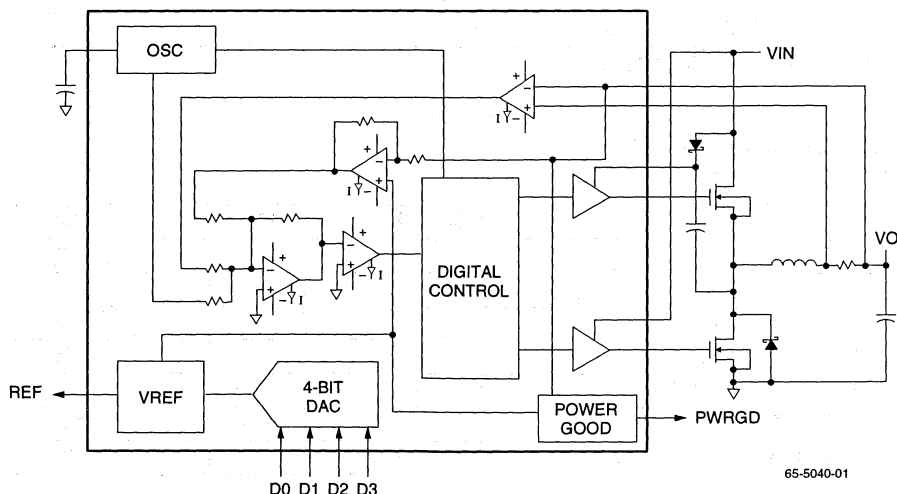 OSC
VIN
+
−
+
I
−
+
−
+
I
−
VO
+
−
+
−
I
+
−
+
−
I
DIGITAL
CONTROL
REF
VREF
4-BIT
DAC
POWER
GOOD
PWRGD
D0 D1 D2 D3
65-5040-01